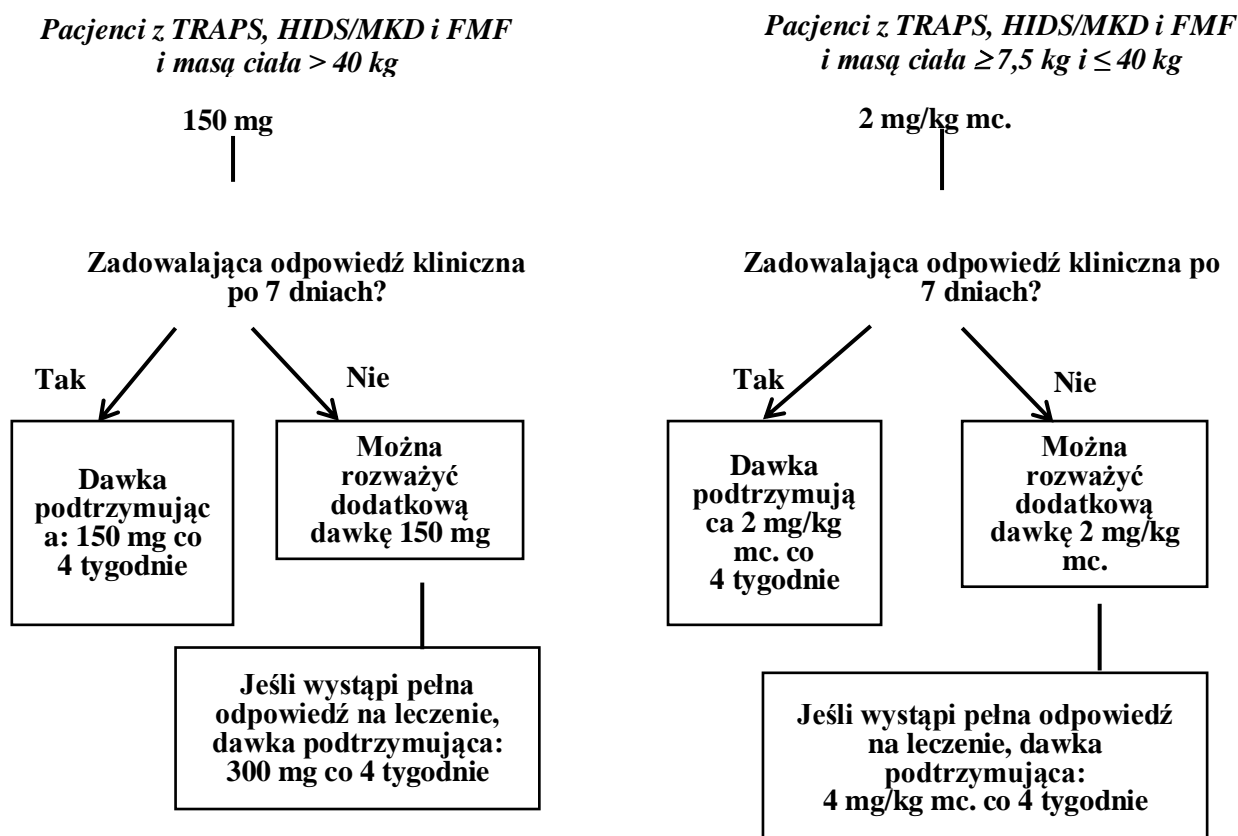 Pacjenci z TRAPS, HIDS/MKD i FMF
i masą ciała > 40 kg
150 mg
Zadowalająca odpowiedź kliniczna
po 7 dniach?
Tak
Nie
Dawka
podtrzymując
a: 150 mg co
4 tygodnie
Można
rozważyć
dodatkową
dawkę 150 mg
Jeśli wystąpi pełna
odpowiedź na leczenie,
dawka podtrzymująca:
300 mg co 4 tygodnie
Pacjenci z TRAPS, HIDS/MKD i FMF
i masą ciała ≥ 7,5 kg i ≤ 40 kg
2 mg/kg mc.
Zadowalająca odpowiedź kliniczna po
7 dniach?
Tak
Nie
Dawka
podtrzymują
ca 2 mg/kg
mc. co
4 tygodnie
Można
rozważyć
dodatkową
dawkę 2 mg/kg
mc.
Jeśli wystąpi pełna odpowiedź
na leczenie, dawka
podtrzymująca:
4 mg/kg mc. co 4 tygodnie